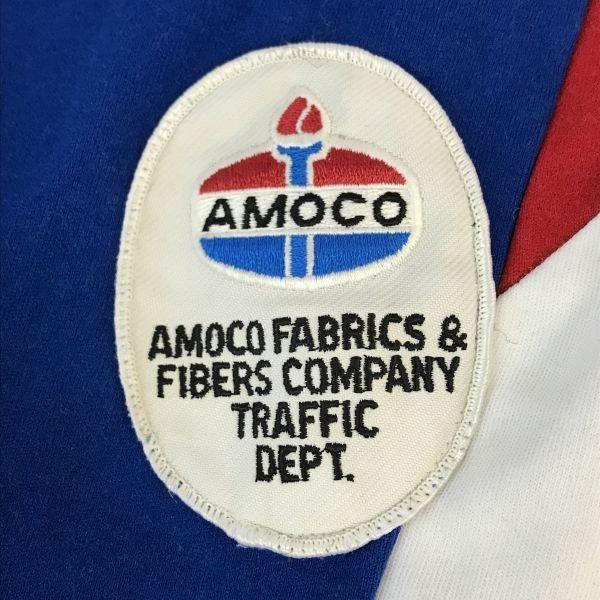 AMOCO
AMOCO FABRICS &
FIBERS COMPANY
TRAFFIC
DEPT.